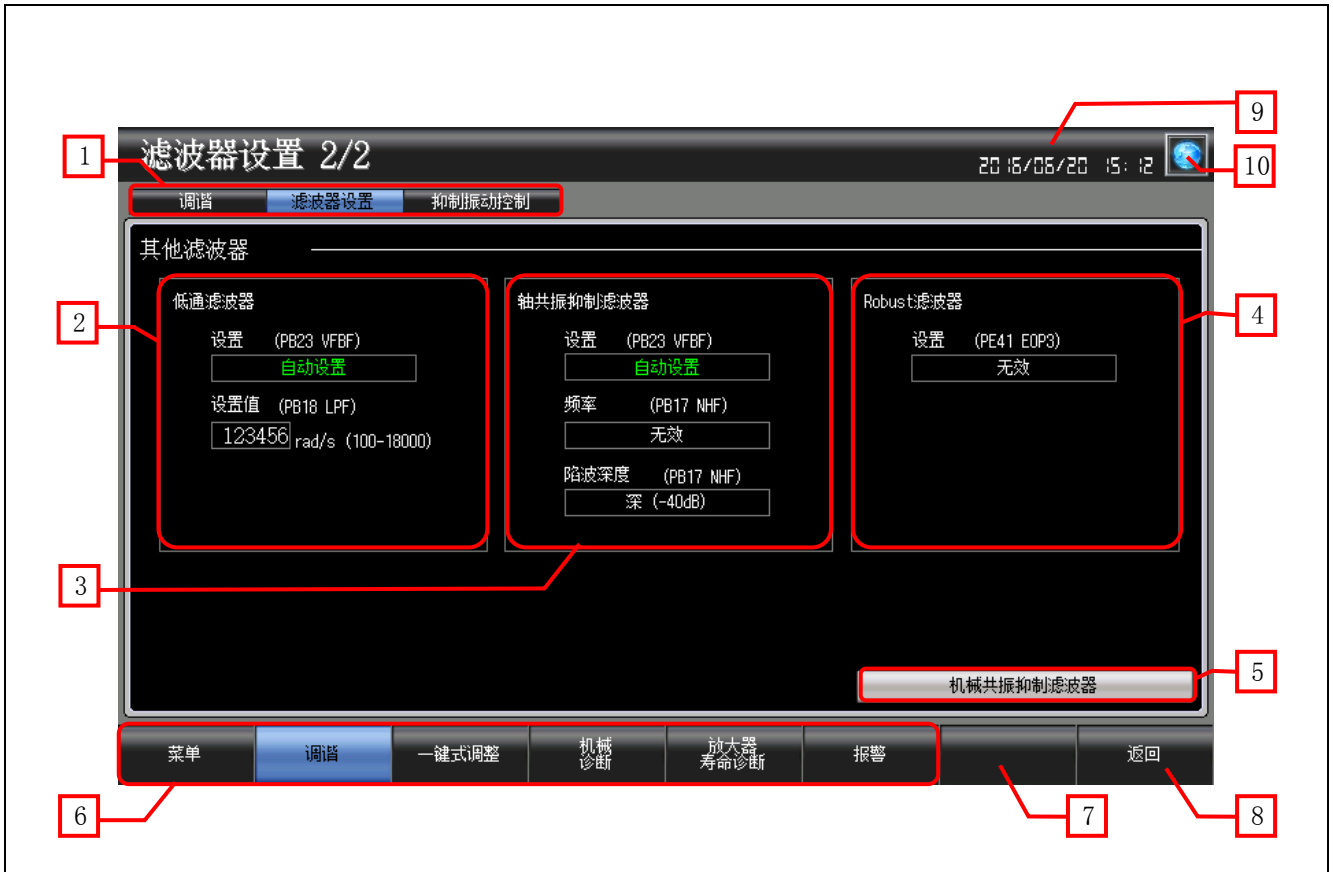 9
1
滤波器设置 2/2
2016/06/20 15:12
10
调谐 滤波器设置 抑制振动控制
其他滤波器
2
低通滤波器
设置 (PB23 VFBF)
自动设置
设置值 (PB18 LPF)
123456 rad/s (100-18000)
轴共振抑制滤波器
设置 (PB23 VFBF)
自动设置
频率 (PB17 NHF)
无效
陷波深度 (PB17 NHF)
深 (-40dB)
Robust滤波器
设置 (PE41 EOP3)
无效
4
3
机械共振抑制滤波器
5
菜单 调谐 一键式调整 机械
诊断 放大器
寿命诊断 报警 返回
6
7
8